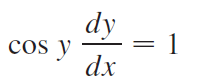 cos y dy/dx = 1